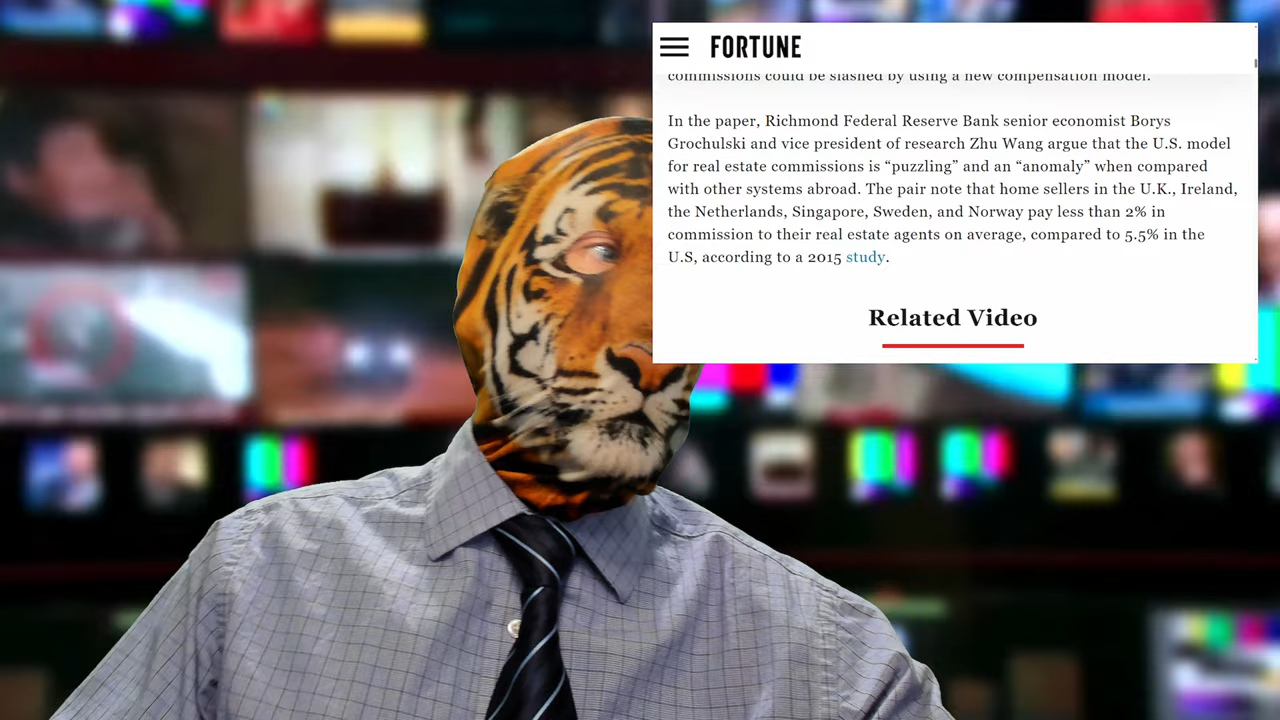 FORTUNE
commissions could be slashed by using a new compensation model.
In the paper, Richmond Federal Reserve Bank senior economist Borys
Grochulski and vice president of research Zhu Wang argue that the U.S. model
for real estate commissions is “puzzling” and an “anomaly” when compared
with other systems abroad. The pair note that home sellers in the U.K., Ireland,
the Netherlands, Singapore, Sweden, and Norway pay less than 2% in
commission to their real estate agents on average, compared to 5.5% in the
U.S, according to a 2015 study.
Related Video